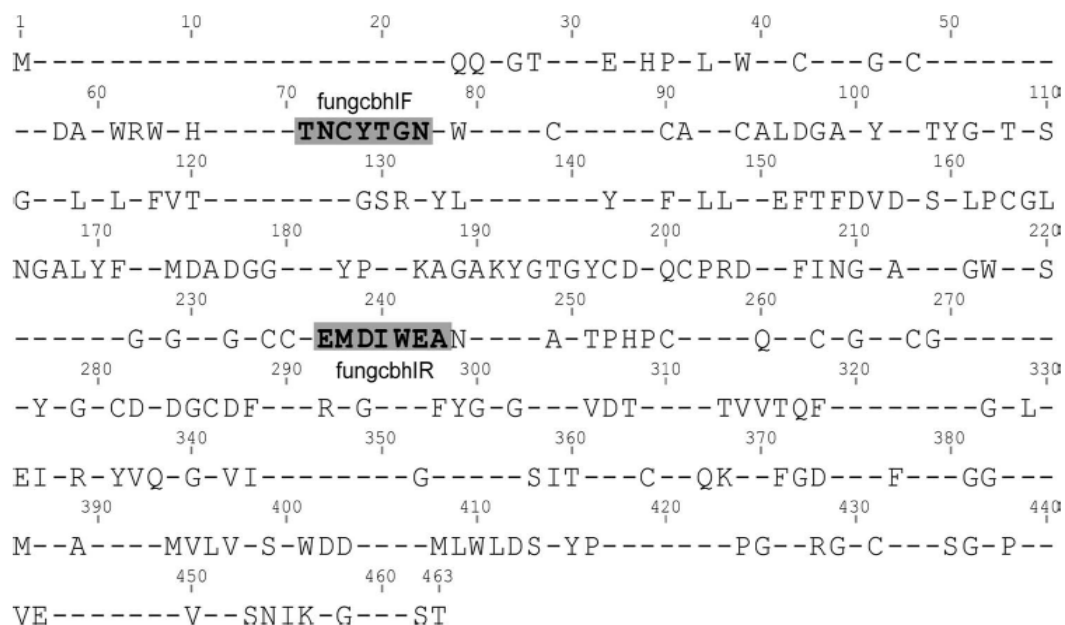 1 10 20 30 40 50
M----------------------QQ-GT---E-HP-L-W--C---G-C-------
60 70 80 90 100 110
fungcbhIF
--DA-WRW-H-----TNCYTGN-W----C-----CA--CALDGA-Y--TYG-T-S
120 130 140 150 160
G--L-L-FVT--------GSR-YL-------Y--F-LL--EFTFDVD-S-LPCGL
170 180 190 200 210 220
NGALYF--MDADGG---YP--KAGAKYGTGYCD-QCPRD--FING-A---GW--S
230 240 250 260 270
------G-G--G-CC-EMDIWEAN----A-TPHPC----Q--C-G--CG------
280 290 300 310 320 330
fungcbhIR
-Y-G-CD-DGCDF---R-G---FYG-G---VDT----TVVTQF--------G-L-
340 350 360 370 380
EI-R-YVQ-G-VI--------G-----SIT---C--QK--FGD---F---GG---
390 400 410 420 430 440
M--A----MVLV-S-WDD----MLWLDS-YP-------PG--RG-C---SG-P--
450 460 463
VE-------V--SNIK-G---ST